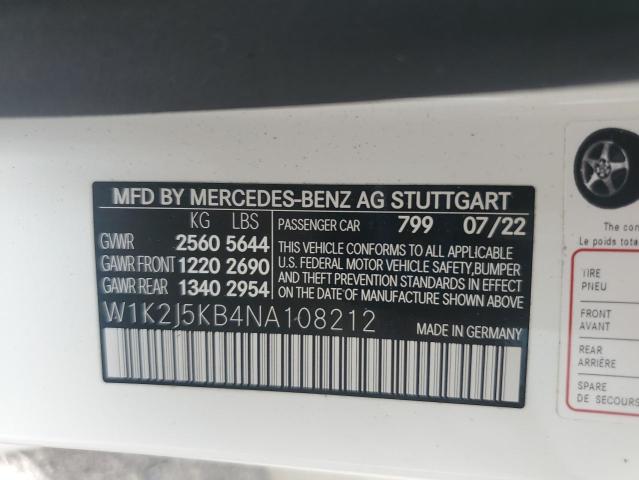 MFD BY MERCEDES-BENZ AG STUTTGART
KG LBS
GVWR 2560 5644
GAWR FRONT 1220 2690
GAWR REAR 1340 2954
PASSENGER CAR 799 07/22
THIS VEHICLE CONFORMS TO ALL APPLICABLE
U.S. FEDERAL MOTOR VEHICLE SAFETY, BUMPER
AND THEFT PREVENTION STANDARDS IN EFFECT
ON THE DATE OF MANUFACTURE SHOWN ABOVE.
W1K2J5KB4NA108212
MADE IN GERMANY
The con
Le poids tota
TIRE
PNEU
FRONT
AVANT
REAR
ARRIÈRE
SPARE
DE SECOURS